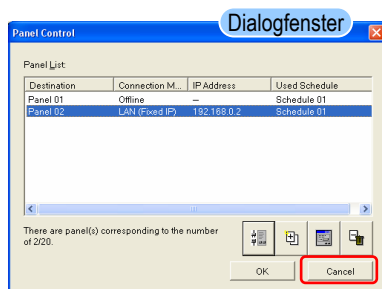 Dialogfenster
Panel Control
Panel List:
Destination Connection M... IP Address Used Schedule
Panel 01 Offline – Schedule 01
Panel 02 LAN (Fixed IP) 192.168.0.2 Schedule 01
There are panel(s) corresponding to the number
of 2/20.
OK Cancel